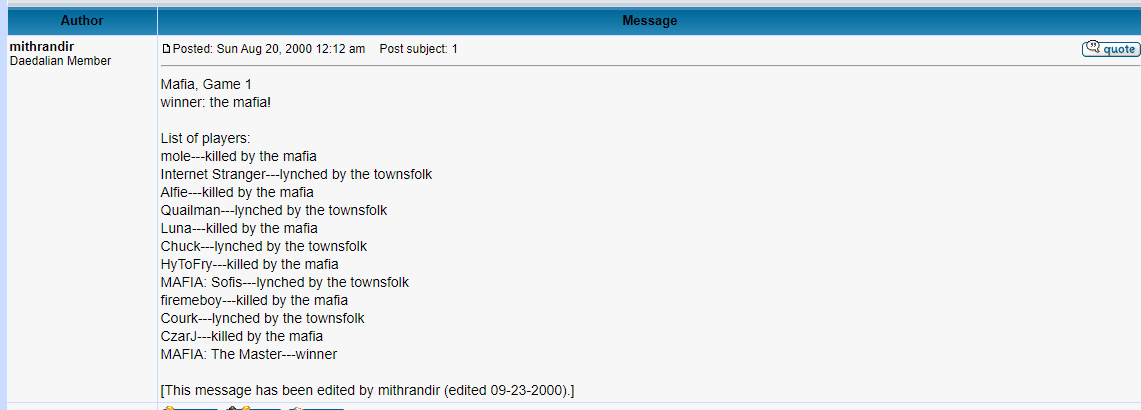 Author Message
mithrandir
Daedalian Member
Posted: Sun Aug 20, 2000 12:12 am Post subject: 1
quote
Mafia, Game 1
winner: the mafia!
List of players:
mole---killed by the mafia
Internet Stranger---lynched by the townsfolk
Alfie---killed by the mafia
Quailman---lynched by the townsfolk
Luna---killed by the mafia
Chuck---lynched by the townsfolk
HyToFry---killed by the mafia
MAFIA: Sofis---lynched by the townsfolk
firemeboy---killed by the mafia
Courk---lynched by the townsfolk
CzarJ---killed by the mafia
MAFIA: The Master---winner
[This message has been edited by mithrandir (edited 09-23-2000).]